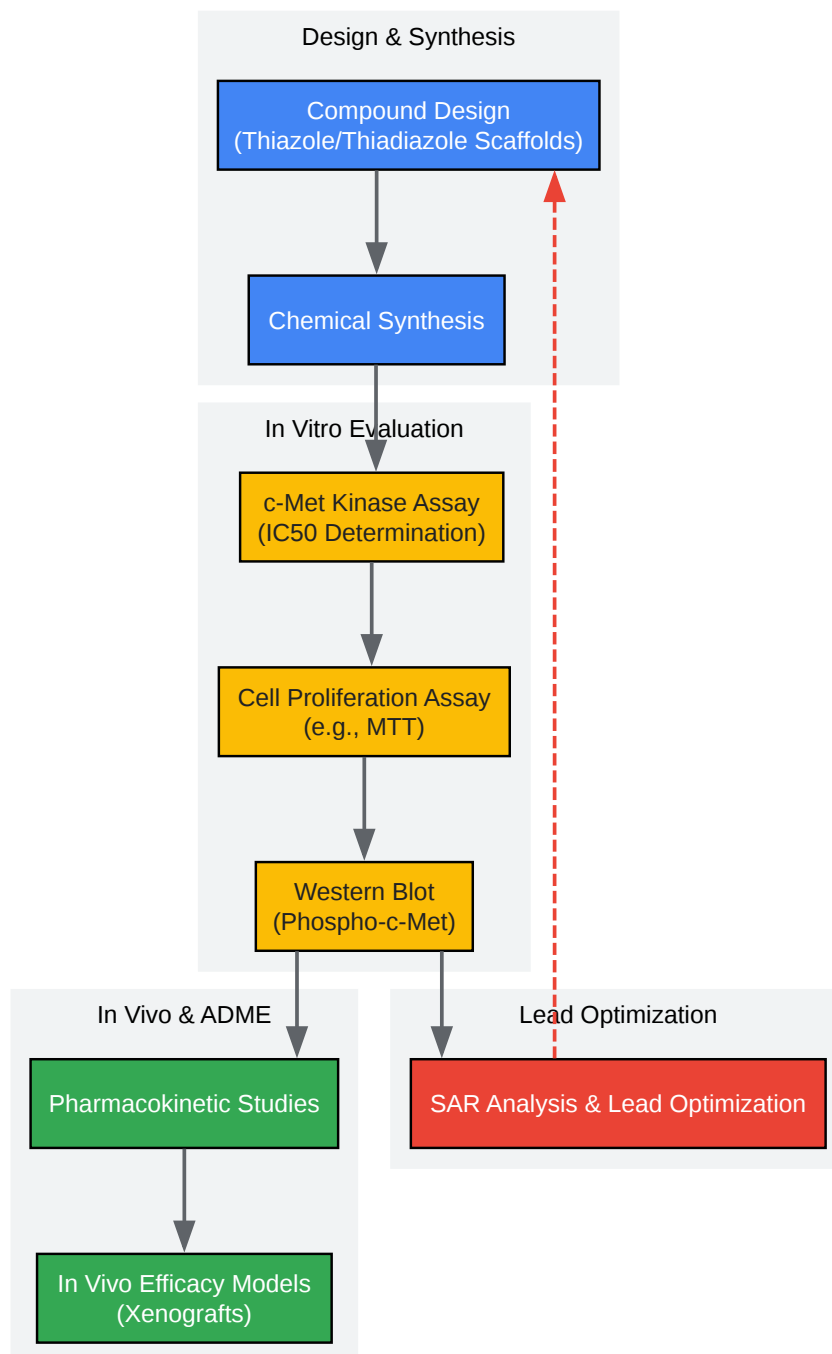 Design & Synthesis
Compound Design
(Thiazole/Thiadiazole Scaffolds)
Chemical Synthesis
In Vitro Evaluation
c-Met Kinase Assay
(IC50 Determination)
Cell Proliferation Assay
(e.g., MTT)
Western Blot
(Phospho-c-Met)
In Vivo & ADME
Pharmacokinetic Studies
In Vivo Efficacy Models
(Xenografts)
Lead Optimization
SAR Analysis & Lead Optimization